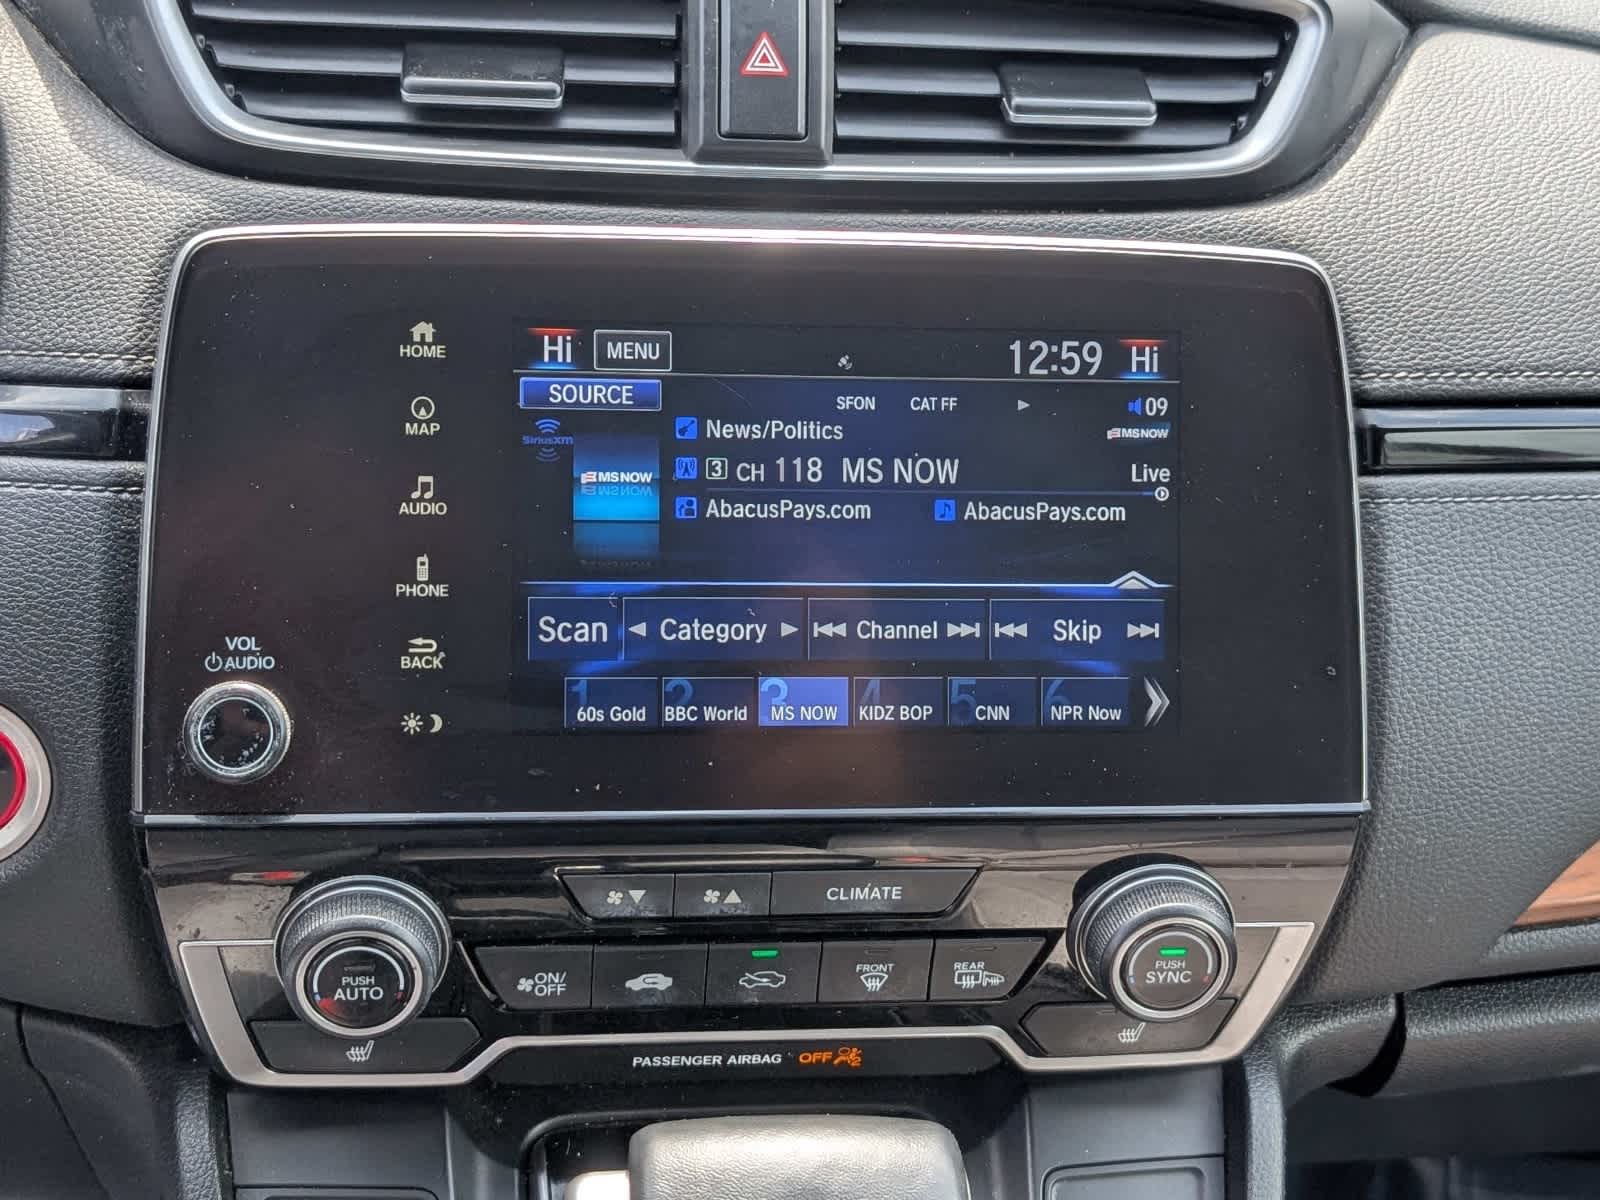 HOME
MAP
AUDIO
PHONE
BACK
VOL
AUDIO
Hi MENU 12:59 Hi
SOURCE SFON CAT FF 09
SiriusXM News/Politics MS NOW
MS NOW 3 CH 118 MS NOW Live
AbacusPays.com AbacusPays.com
Scan Category Channel Skip
1 60s Gold 2 BBC World 3 MS NOW 4 KIDZ BOP 5 CNN 6 NPR Now
CLIMATE
PUSH AUTO
ON/OFF
FRONT
REAR
PUSH SYNC
PASSENGER AIRBAG OFF